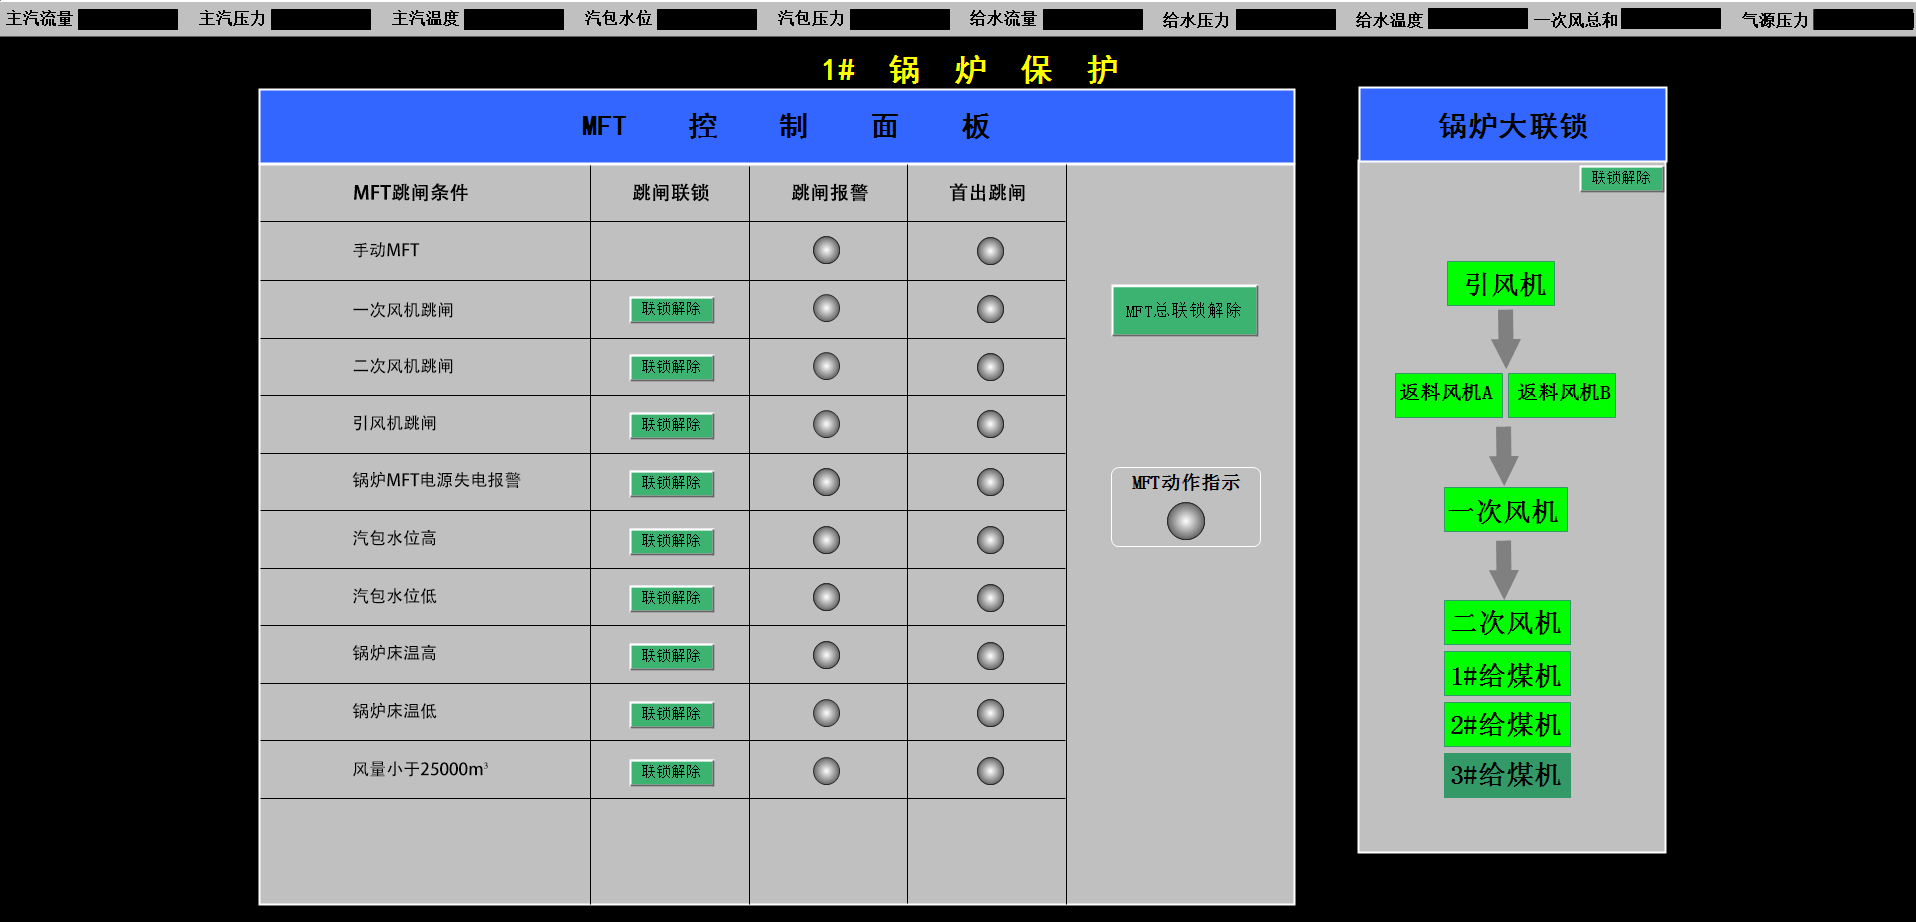 主汽流量 主汽压力 主汽温度 汽包水位 汽包压力 给水流量 给水压力 给水温度 一次风总和 气源压力
1# 锅 炉 保 护
MFT 控 制 面 板
MFT跳闸条件 跳闸联锁 跳闸报警 首出跳闸
手动MFT
一次风机跳闸 联锁解除
二次风机跳闸 联锁解除
引风机跳闸 联锁解除
锅炉MFT电源失电报警 联锁解除
汽包水位高 联锁解除
汽包水位低 联锁解除
锅炉床温高 联锁解除
锅炉床温低 联锁解除
风量小于25000m³ 联锁解除
MFT总联锁解除
MFT动作指示
锅炉大联锁
联锁解除
引风机
返料风机A 返料风机B
一次风机
二次风机
1#给煤机
2#给煤机
3#给煤机